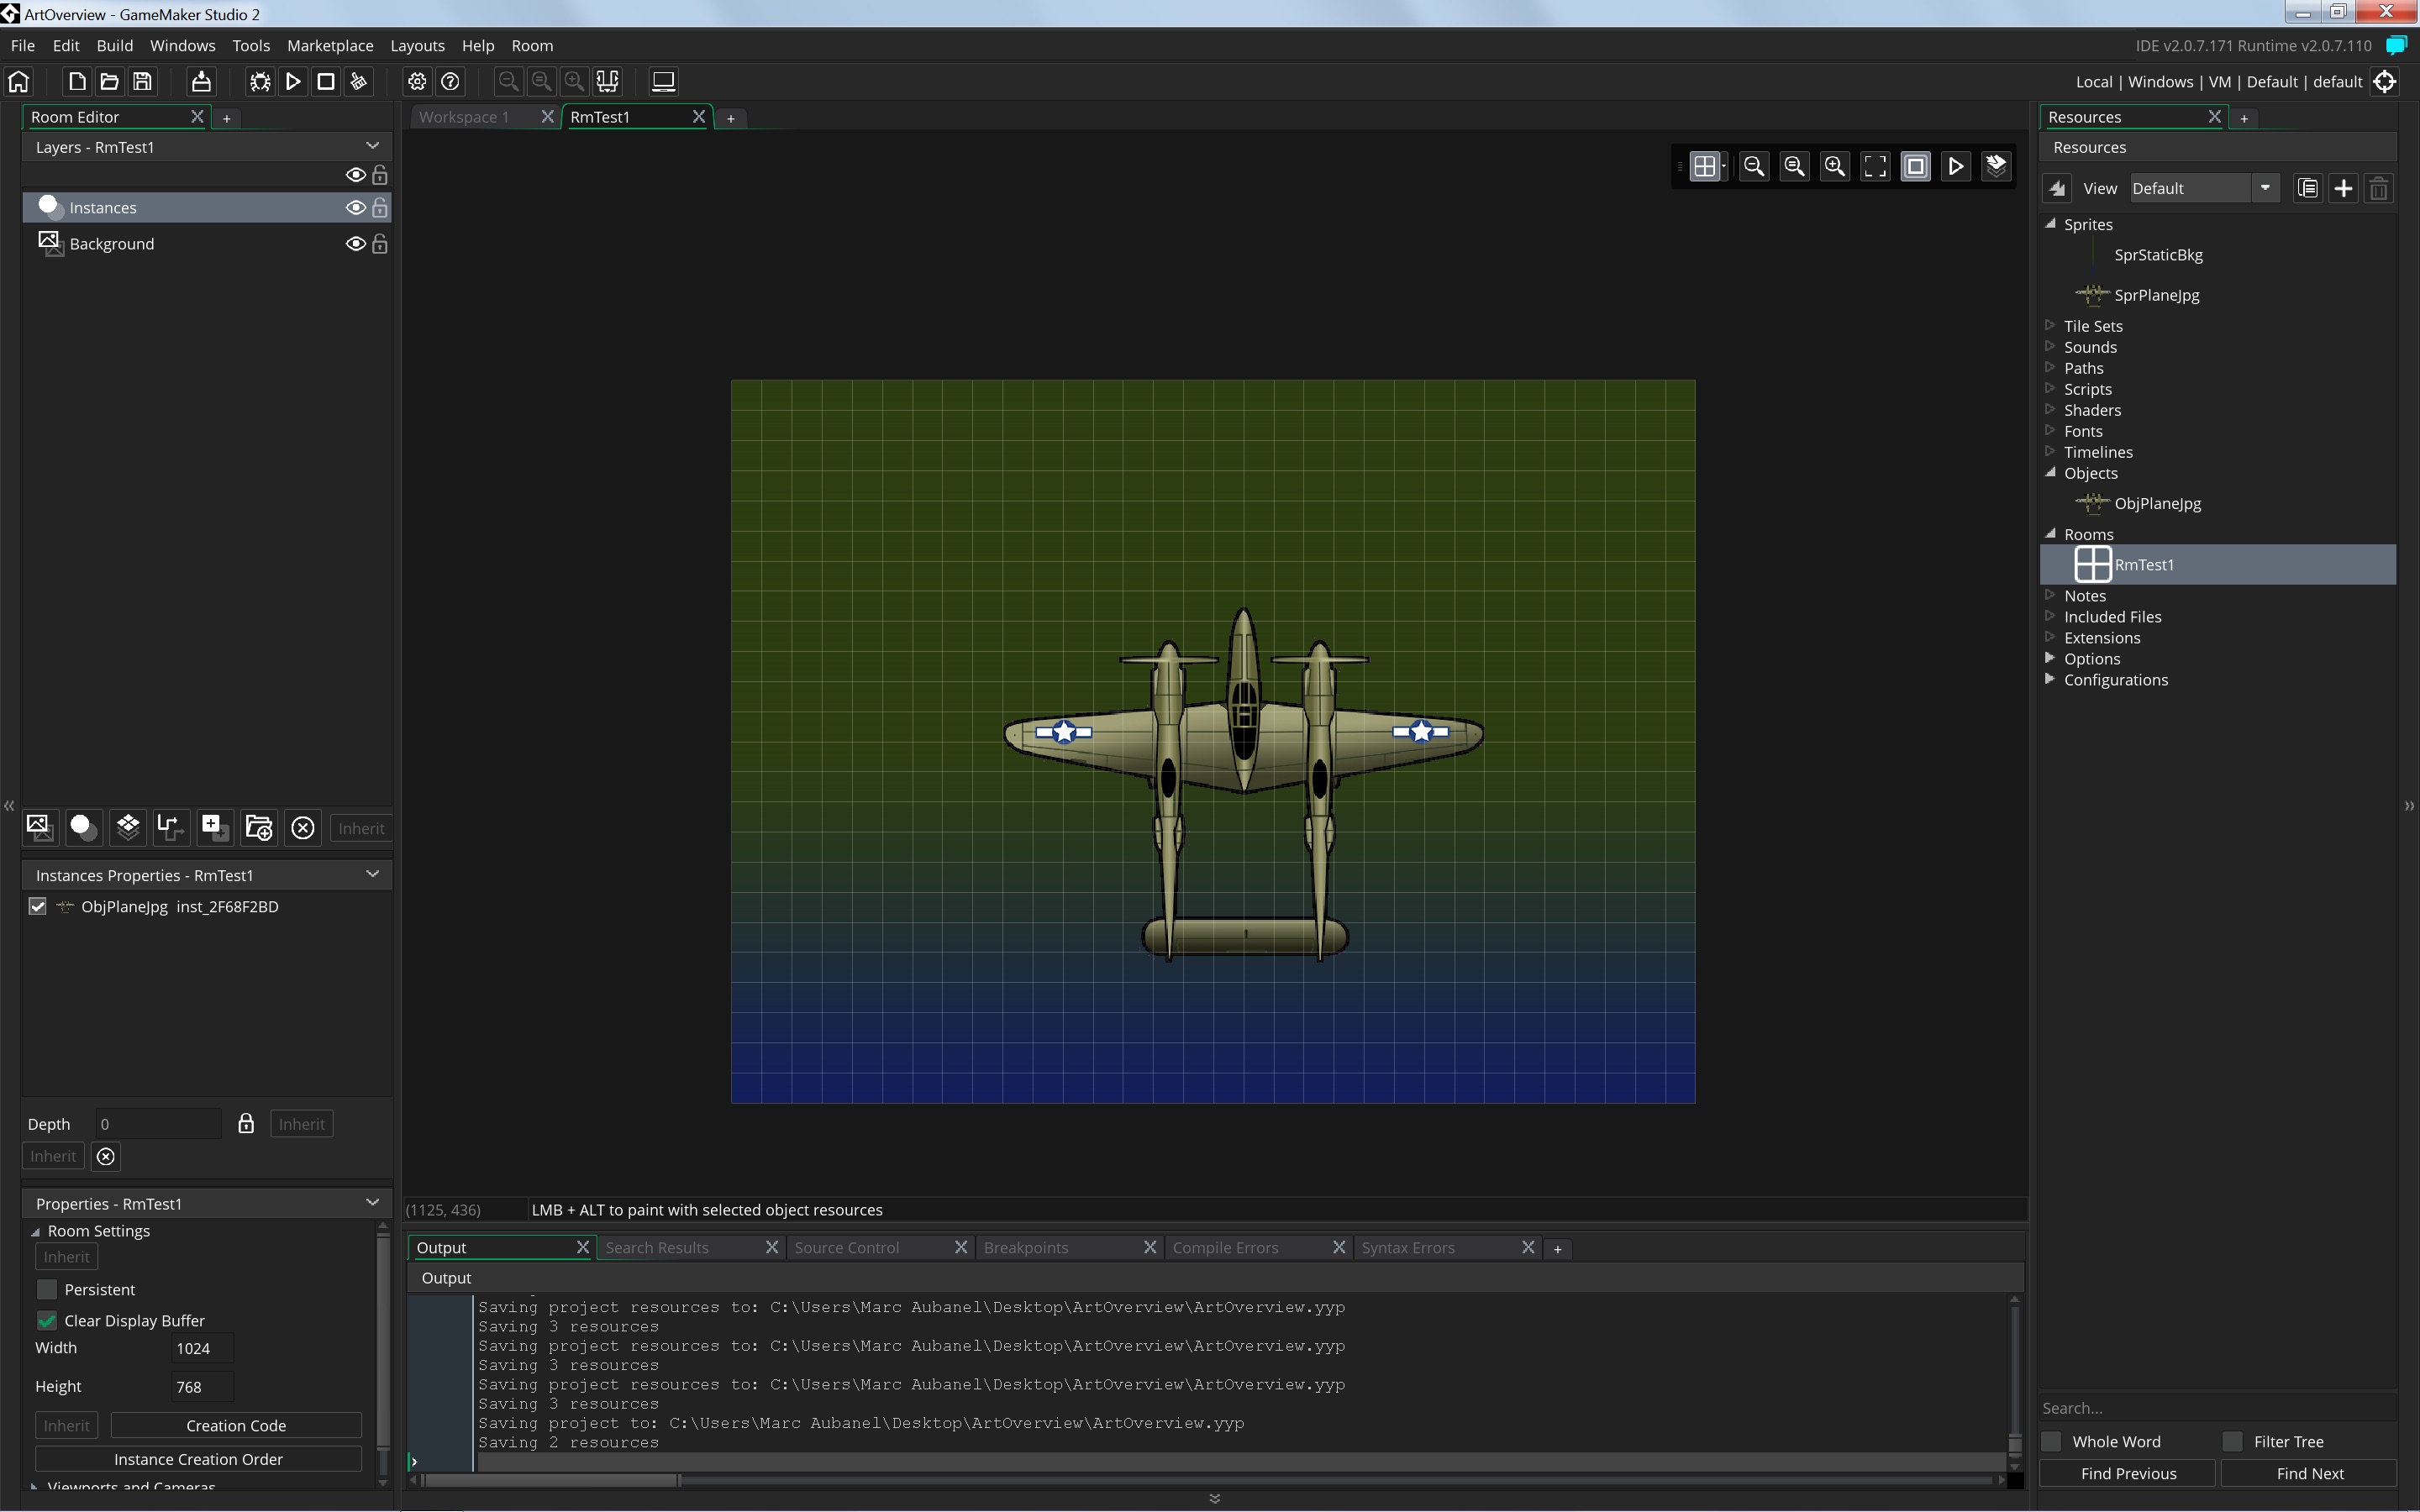 ArtOverview - GameMaker Studio 2
File Edit Build Windows Tools Marketplace Layouts Help Room
IDE v2.0.7.171 Runtime v2.0.7.110
Local | Windows | VM | Default | default
Room Editor
Layers - RmTest1
Instances
Background
Inherit
Instances Properties - RmTest1
ObjPlaneJpg inst_2F68F2BD
Depth 0 Inherit
Inherit
Properties - RmTest1
Room Settings
Inherit
Persistent
Clear Display Buffer
Width 1024
Height 768
Inherit Creation Code
Instance Creation Order
Viewports and Cameras
Workspace 1 RmTest1
(1125, 436) LMB + ALT to paint with selected object resources
Output Search Results Source Control Breakpoints Compile Errors Syntax Errors
Output
Saving project resources to: C:\Users\Marc Aubanel\Desktop\ArtOverview\ArtOverview.yyp
Saving 3 resources
Saving project resources to: C:\Users\Marc Aubanel\Desktop\ArtOverview\ArtOverview.yyp
Saving 3 resources
Saving project resources to: C:\Users\Marc Aubanel\Desktop\ArtOverview\ArtOverview.yyp
Saving 3 resources
Saving project to: C:\Users\Marc Aubanel\Desktop\ArtOverview\ArtOverview.yyp
Saving 2 resources
Resources
Resources
View Default
Sprites
SprStaticBkg
SprPlaneJpg
Tile Sets
Sounds
Paths
Scripts
Shaders
Fonts
Timelines
Objects
ObjPlaneJpg
Rooms
RmTest1
Notes
Included Files
Extensions
Options
Configurations
Search...
Whole Word Filter Tree
Find Previous Find Next